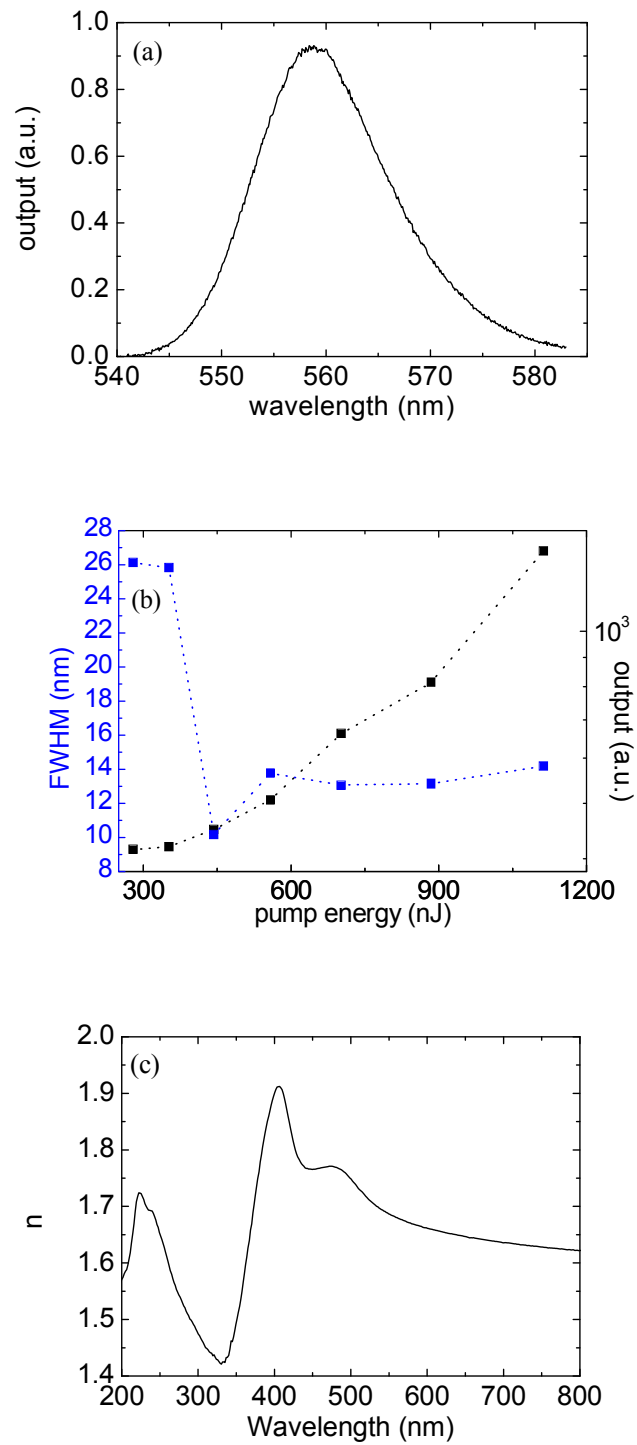 (a)
1.0
0.8
0.6
0.4
0.2
0.0
output (a.u.)
540 550 560 570 580
wavelength (nm)
(b)
28
26
24
22
20
18
16
14
12
10
8
FWHM (nm)
10³
output (a.u.)
300 600 900 1200
pump energy (nJ)
(c)
2.0
1.9
1.8
1.7
1.6
1.5
1.4
n
200 300 400 500 600 700 800
Wavelength (nm)